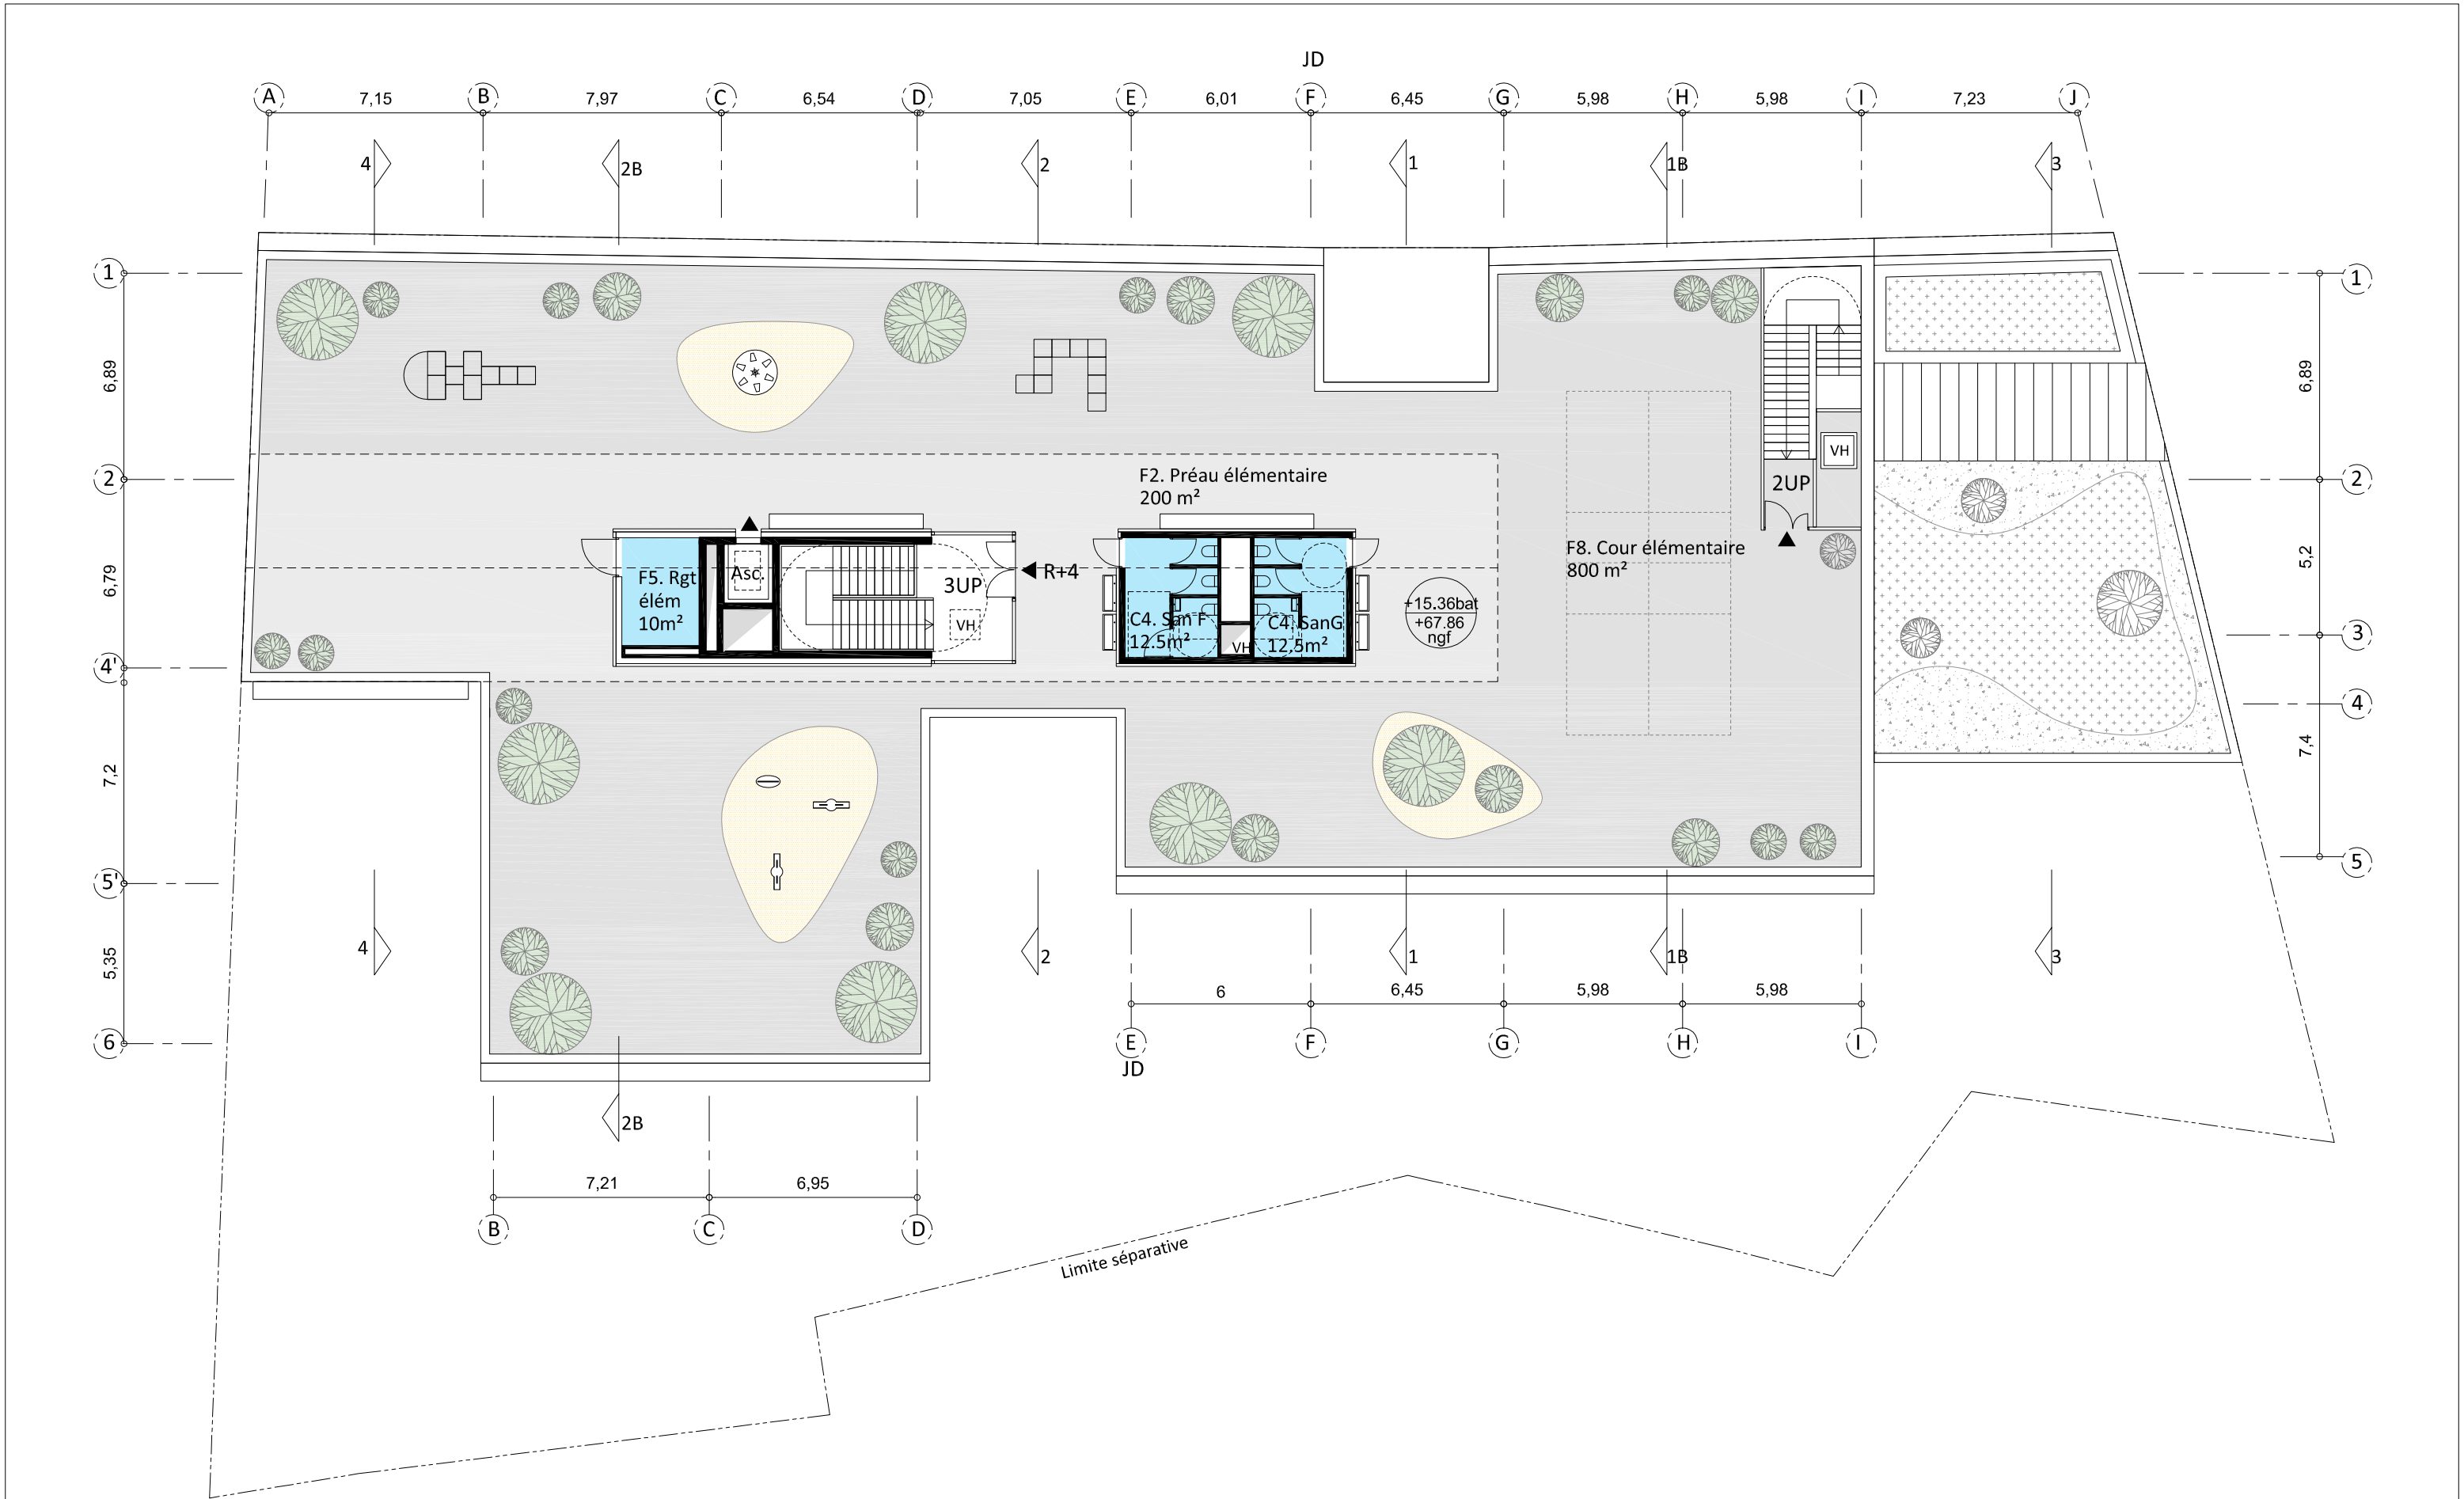 JD
A 7,15 B 7,97 C 6,54 D 7,05 E 6,01 F 6,45 G 5,98 H 5,98 I 7,23 J
4 2B 2 1 1B 3
1 1
6,89 6,89
2 2
F2. Préau élémentaire
200 m²
VH
2UP
F8. Cour élémentaire
800 m²
5,2
6,79
F5. Rgt
élém
10m²
Asc.
3UP
VH
R+4
C4. San F
12.5m²
VH
C4. SanG
12,5m²
+15.36bat
+67.86
ngf
3
4'
4
7,2
7,4
5'
5
5,35
4 2 1 1B 3
6
6 6,45 5,98 5,98
E F G H I
JD
2B
7,21 6,95
B C D
Limite séparative